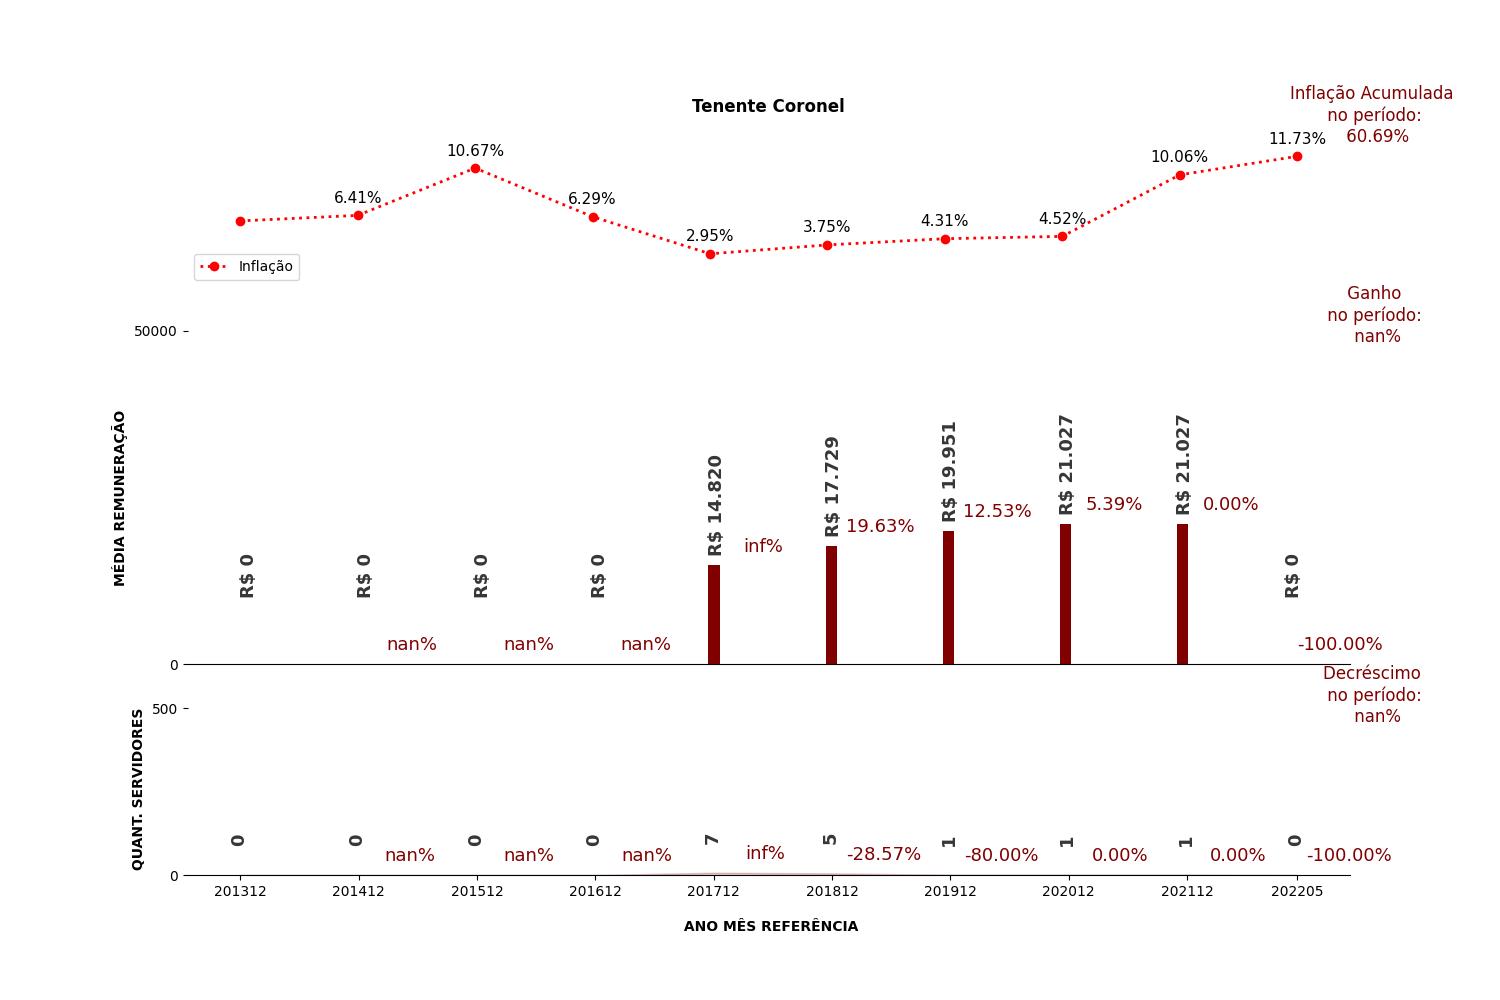 Tenente Coronel
Inflação Acumulada
no período:
60.69%
6.41%
10.67%
6.29%
2.95%
3.75%
4.31%
4.52%
10.06%
11.73%
Inflação
Ganho
no período:
nan%
50000
0
MÉDIA REMUNERAÇÃO
R$ 0
R$ 0
R$ 0
R$ 0
R$ 14.820
R$ 17.729
R$ 19.951
R$ 21.027
R$ 21.027
R$ 0
nan%
nan%
nan%
inf%
19.63%
12.53%
5.39%
0.00%
-100.00%
Decréscimo
no período:
nan%
500
0
QUANT. SERVIDORES
0
0
0
0
7
5
1
1
1
0
nan%
nan%
nan%
inf%
-28.57%
-80.00%
0.00%
0.00%
-100.00%
201312
201412
201512
201612
201712
201812
201912
202012
202112
202205
ANO MÊS REFERÊNCIA